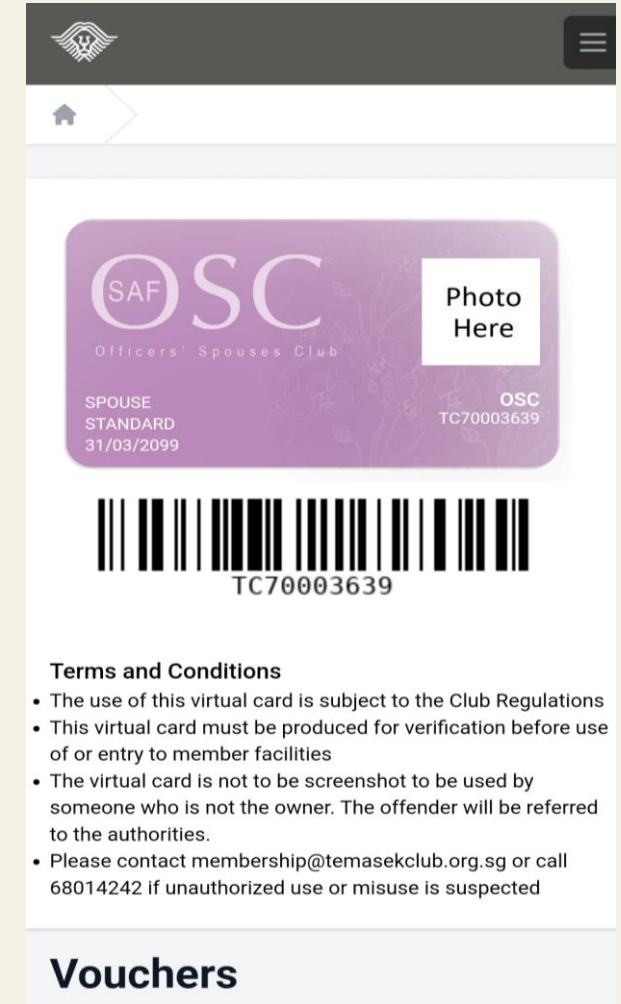 SAF OSC
Officers' Spouses Club
Photo
Here
SPOUSE
STANDARD
31/03/2099
OSC
TC70003639
TC70003639
Terms and Conditions
• The use of this virtual card is subject to the Club Regulations
• This virtual card must be produced for verification before use
of or entry to member facilities
• The virtual card is not to be screenshot to be used by
someone who is not the owner. The offender will be referred
to the authorities.
• Please contact membership@temasekclub.org.sg or call
68014242 if unauthorized use or misuse is suspected
Vouchers